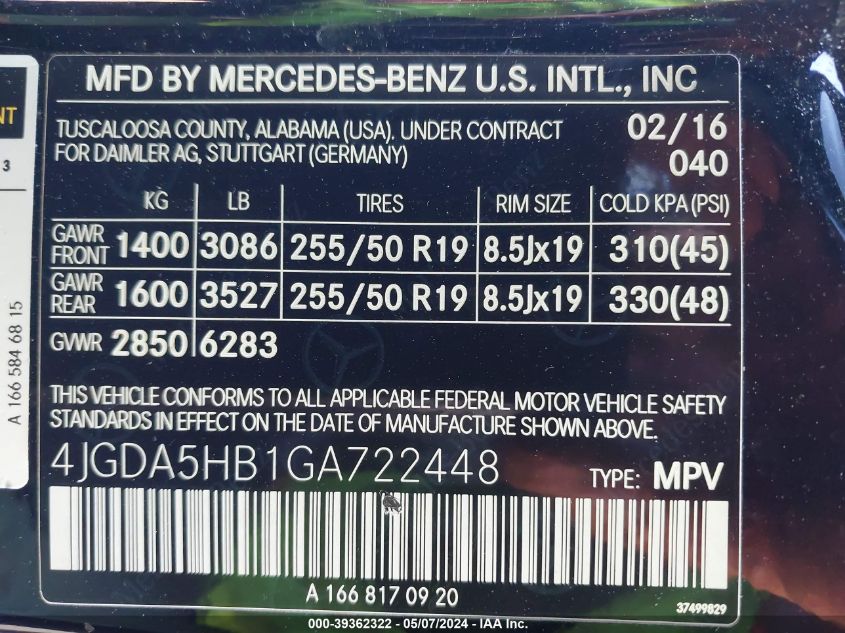 MFD BY MERCEDES-BENZ U.S. INTL., INC
TUSCALOOSA COUNTY, ALABAMA (USA). UNDER CONTRACT
FOR DAIMLER AG, STUTTGART (GERMANY)
02/16
040
KG LB TIRES RIM SIZE COLD KPA (PSI)
GAWR FRONT 1400 3086 255/50 R19 8.5Jx19 310(45)
GAWR REAR 1600 3527 255/50 R19 8.5Jx19 330(48)
GVWR 2850 6283
THIS VEHICLE CONFORMS TO ALL APPLICABLE FEDERAL MOTOR VEHICLE SAFETY
STANDARDS IN EFFECT ON THE DATE OF MANUFACTURE SHOWN ABOVE.
4JGDA5HB1GA722448 TYPE: MPV
A 166 817 09 20
37499829
A 166 584 68 15
NT
3
000-39362322 - 05/07/2024 - IAA Inc.